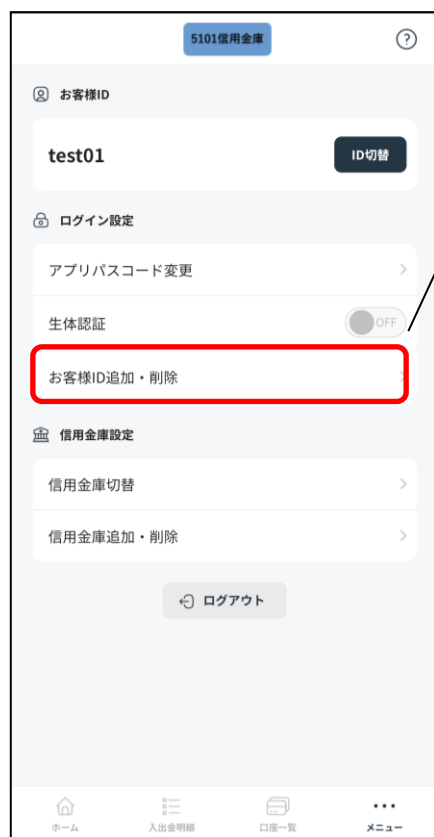 5101信用金庫
?
お客様ID
test01
ID切替
ログイン設定
アプリパスコード変更
生体認証
OFF
お客様ID追加・削除
信用金庫設定
信用金庫切替
信用金庫追加・削除
ログアウト
ホーム
入出金明細
口座一覧
メニュー